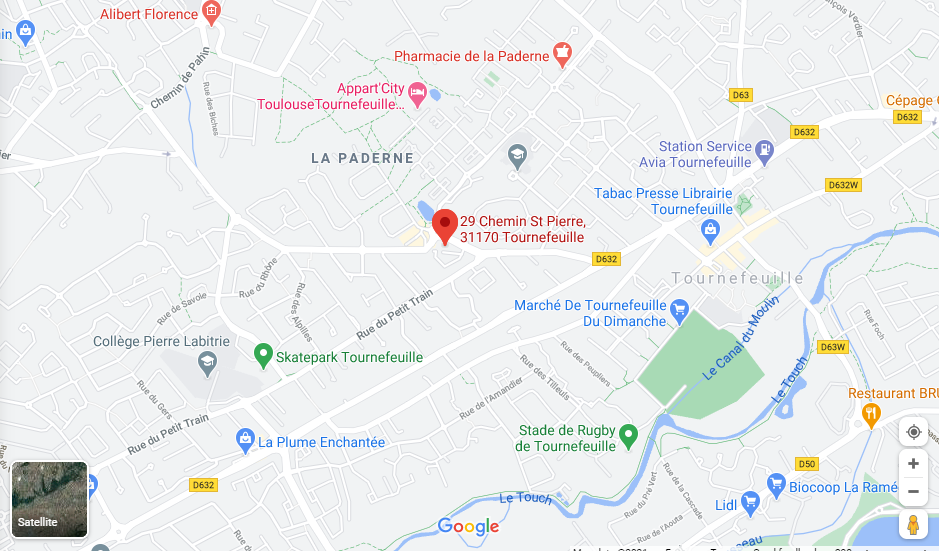 Alibert Florence
in
Chemin de Pahin
Rue des Biches
Pharmacie de la Paderne
Appart'City
ToulouseTournefeuille...
D63
Cépage
D632
D632
LA PADERNE
Station Service
Avia Tournefeuille
D632W
Tabac Presse Librairie
Tournefeuille
29 Chemin St Pierre,
31170 Tournefeuille
D632
Tournefeuille
Rue du Rhône
Rue de Savoie
Rue des Alpilles
Rue du Petit Train
Marché De Tournefeuille
Du Dimanche
Le Canal du Moulin
Rue Foch
Collège Pierre Labitrie
Skatepark Tournefeuille
Rue des Peupliers
Rue des Tilleuls
D63W
Le Touch
Rue du Gers
Rue de l'Amandier
Restaurant BRU
Rue du Petit Train
La Plume Enchantée
Stade de Rugby
de Tournefeuille
D632
D50
Rue de la Cascade
Rue du Pré Vert
Biocoop La Ramé
Lidl
Le Touch
Rue de l'Aouta
Satellite
Google